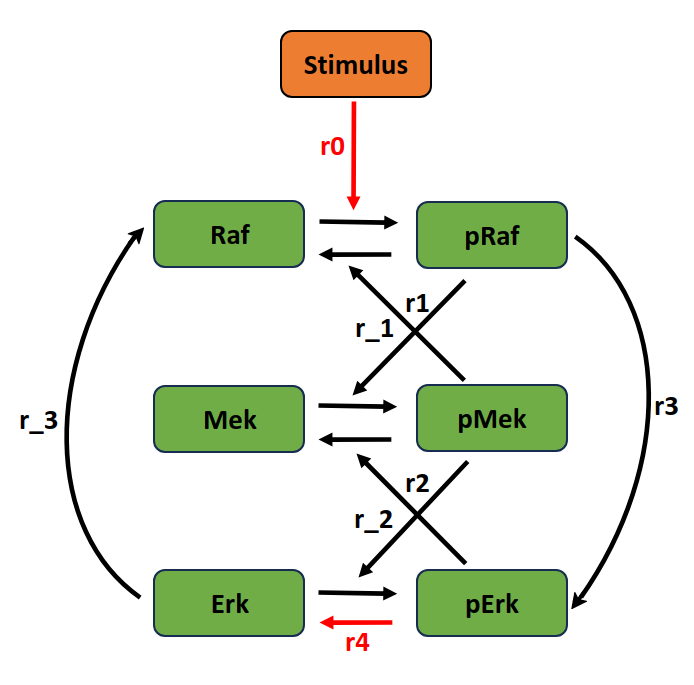 Stimulus
r0
Raf
pRaf
r1
r_1
Mek
pMek
r_3
r3
r2
r_2
Erk
pErk
r4